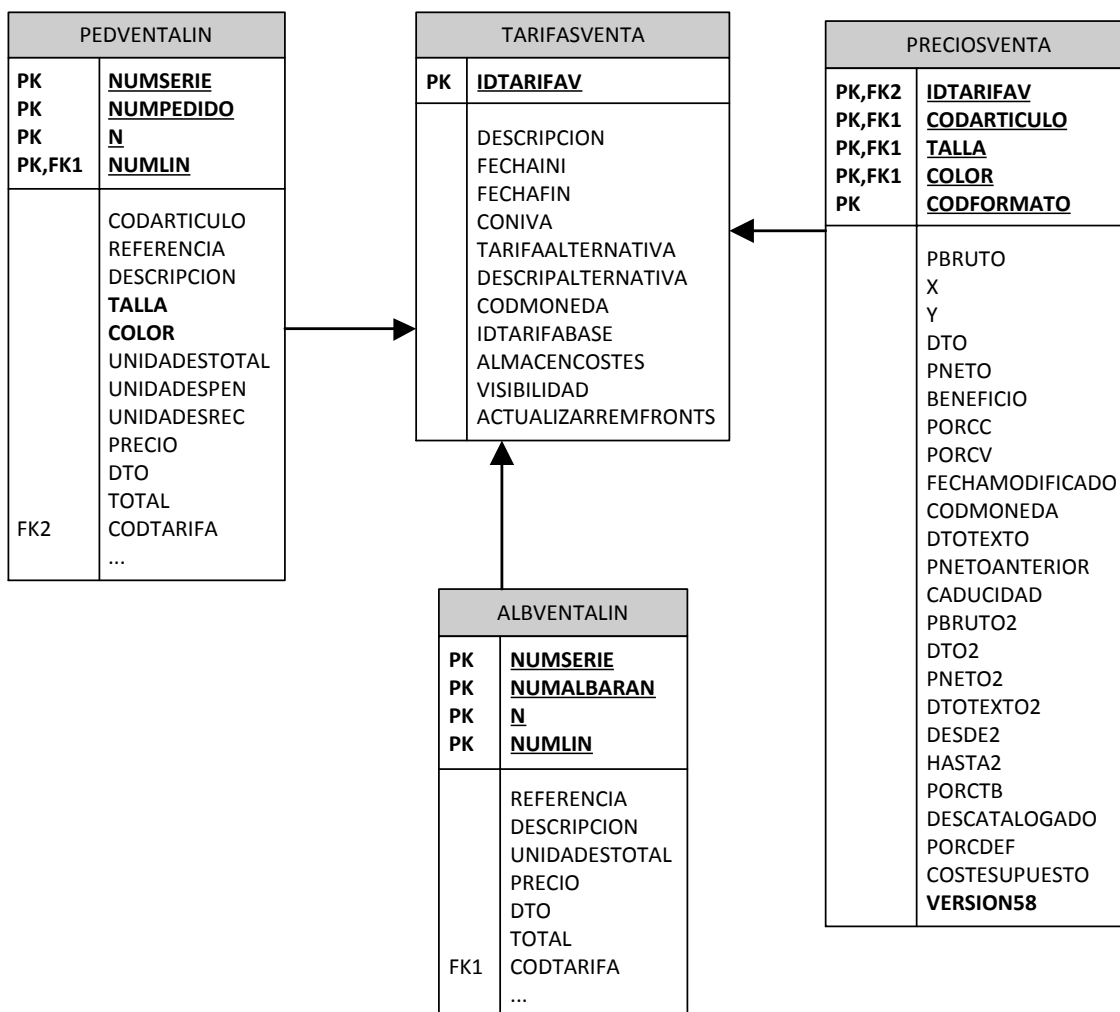 PEDVENTALIN
PK NUMSERIE
PK NUMPEDIDO
PK N
PK,FK1 NUMLIN
CODARTICULO
REFERENCIA
DESCRIPCION
TALLA
COLOR
UNIDADESTOTAL
UNIDADESPEN
UNIDADESREC
PRECIO
DTO
TOTAL
FK2 CODTARIFA
...
TARIFASVENTA
PK IDTARIFAV
DESCRIPCION
FECHAINI
FECHAFIN
CONIVA
TARIFAALTERNATIVA
DESCRIPALTERNATIVA
CODMONEDA
IDTARIFABASE
ALMACENCOSTES
VISIBILIDAD
ACTUALIZARREMFRONTS
PRECIOSVENTA
PK,FK2 IDTARIFAV
PK,FK1 CODARTICULO
PK,FK1 TALLA
PK,FK1 COLOR
PK CODFORMATO
PBRUTO
X
Y
DTO
PNETO
BENEFICIO
PORCC
PORCV
FECHAMODIFICADO
CODMONEDA
DTOTEXTO
PNETOANTERIOR
CADUCIDAD
PBRUTO2
DTO2
PNETO2
DTOTEXTO2
DESDE2
HASTA2
PORCTB
DESCATALOGADO
PORCDEF
COSTESUPUESTO
VERSION58
ALBVENTALIN
PK NUMSERIE
PK NUMALBARAN
PK N
PK NUMLIN
REFERENCIA
DESCRIPCION
UNIDADESTOTAL
PRECIO
DTO
TOTAL
FK1 CODTARIFA
...